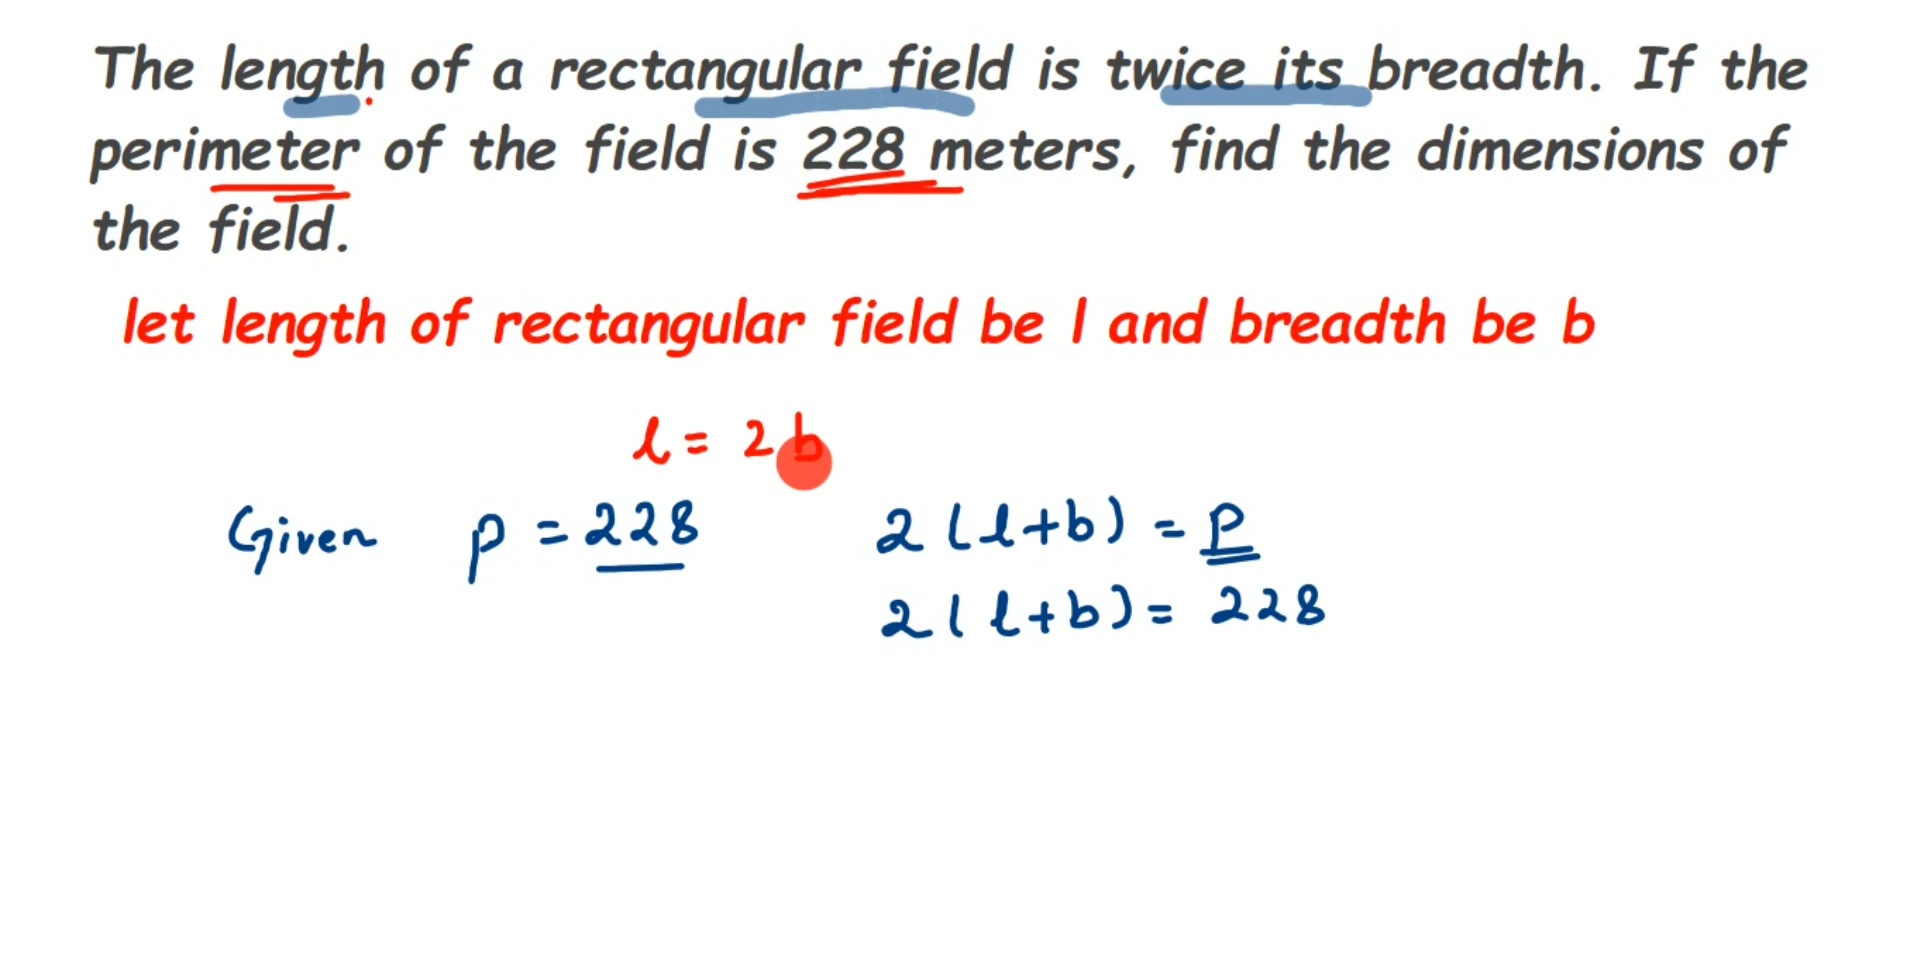 The length of a rectangular field is twice its breadth. If the
perimeter of the field is 228 meters, find the dimensions of
the field.
let length of rectangular field be l and breadth be b
l = 2b
Given p = 228 2(l+b) = p
2(l+b) = 228